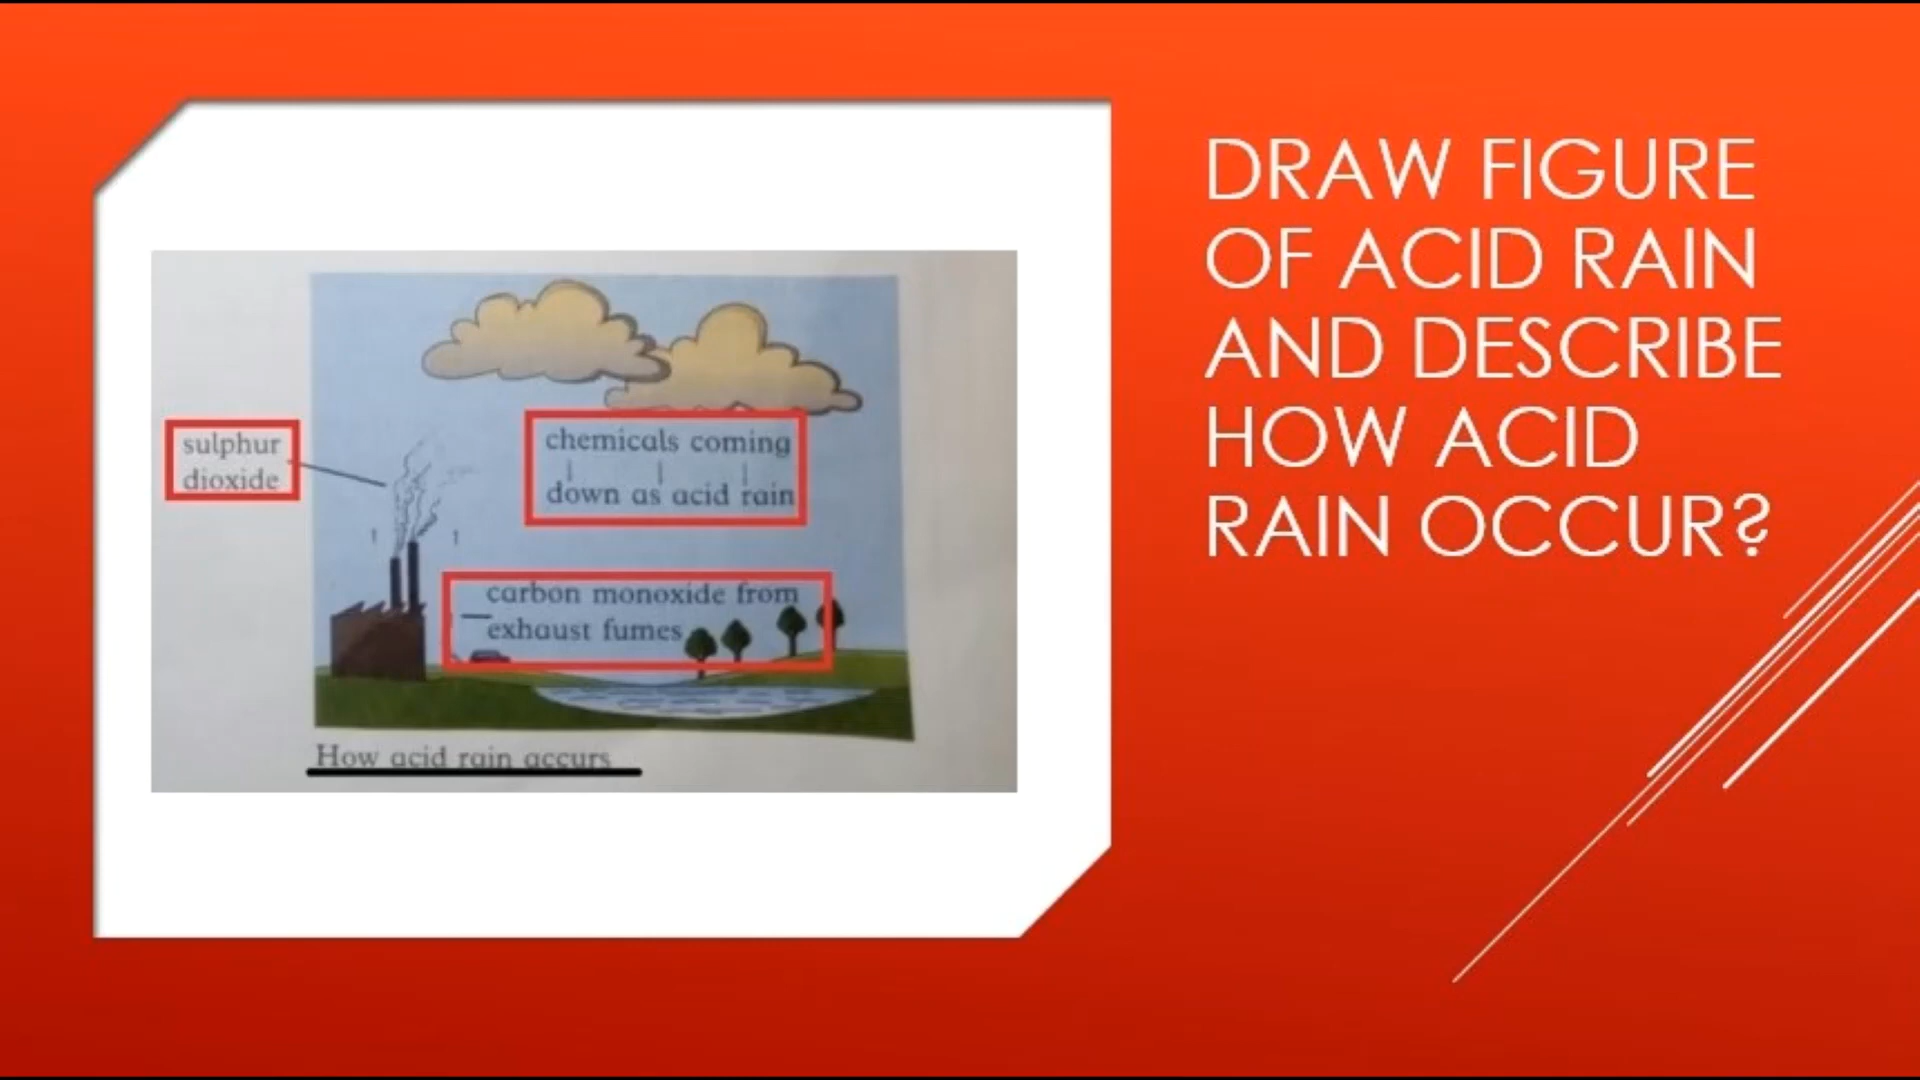 sulphur
dioxide
chemicals coming
down as acid rain
carbon monoxide from
exhaust fumes
How acid rain occurs
DRAW FIGURE
OF ACID RAIN
AND DESCRIBE
HOW ACID
RAIN OCCUR?